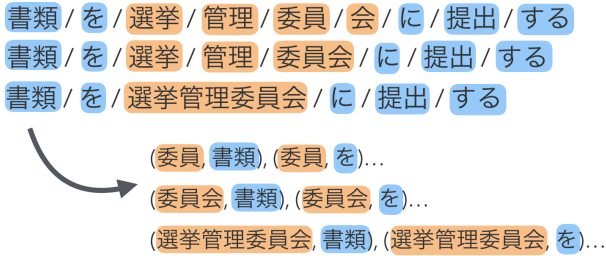 書類 / を / 選挙 / 管理 / 委員 / 会 / に / 提出 / する
書類 / を / 選挙 / 管理 / 委員会 / に / 提出 / する
書類 / を / 選挙管理委員会 / に / 提出 / する
(委員, 書類), (委員, を)…
(委員会, 書類), (委員会, を)…
(選挙管理委員会, 書類), (選挙管理委員会, を)…